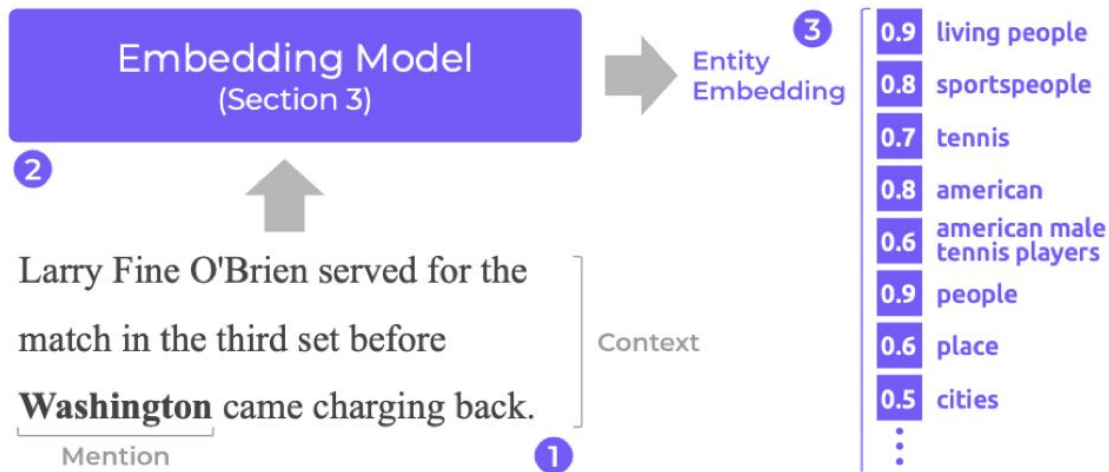 Embedding Model
(Section 3)
2
Larry Fine O'Brien served for the
match in the third set before
Washington came charging back.
Mention
Context
1
3
Entity
Embedding
0.9 living people
0.8 sportspeople
0.7 tennis
0.8 american
0.6 american male
tennis players
0.9 people
0.6 place
0.5 cities